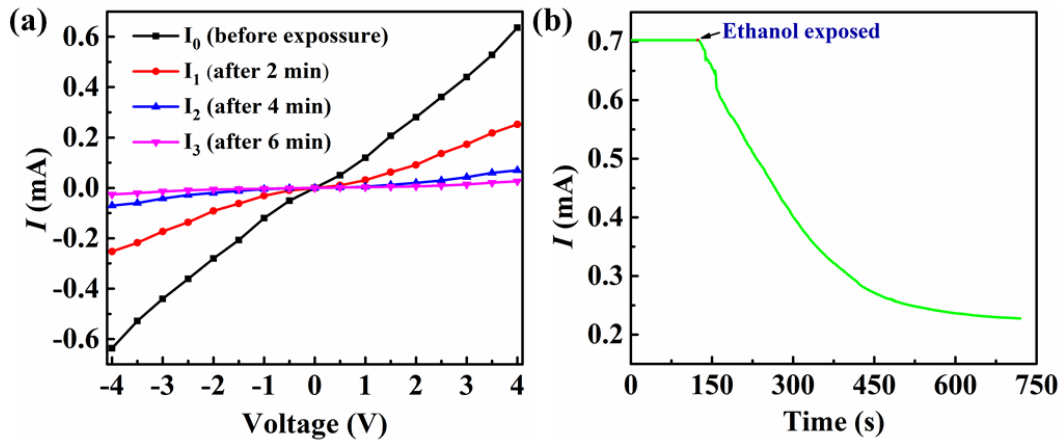 (a)
I (mA)
0.6
0.4
0.2
0.0
-0.2
-0.4
-0.6
I0 (before expossure)
I1 (after 2 min)
I2 (after 4 min)
I3 (after 6 min)
-4 -3 -2 -1 0 1 2 3 4
Voltage (V)
(b)
I (mA)
0.7
0.6
0.5
0.4
0.3
0.2
Ethanol exposed
0 150 300 450 600 750
Time (s)